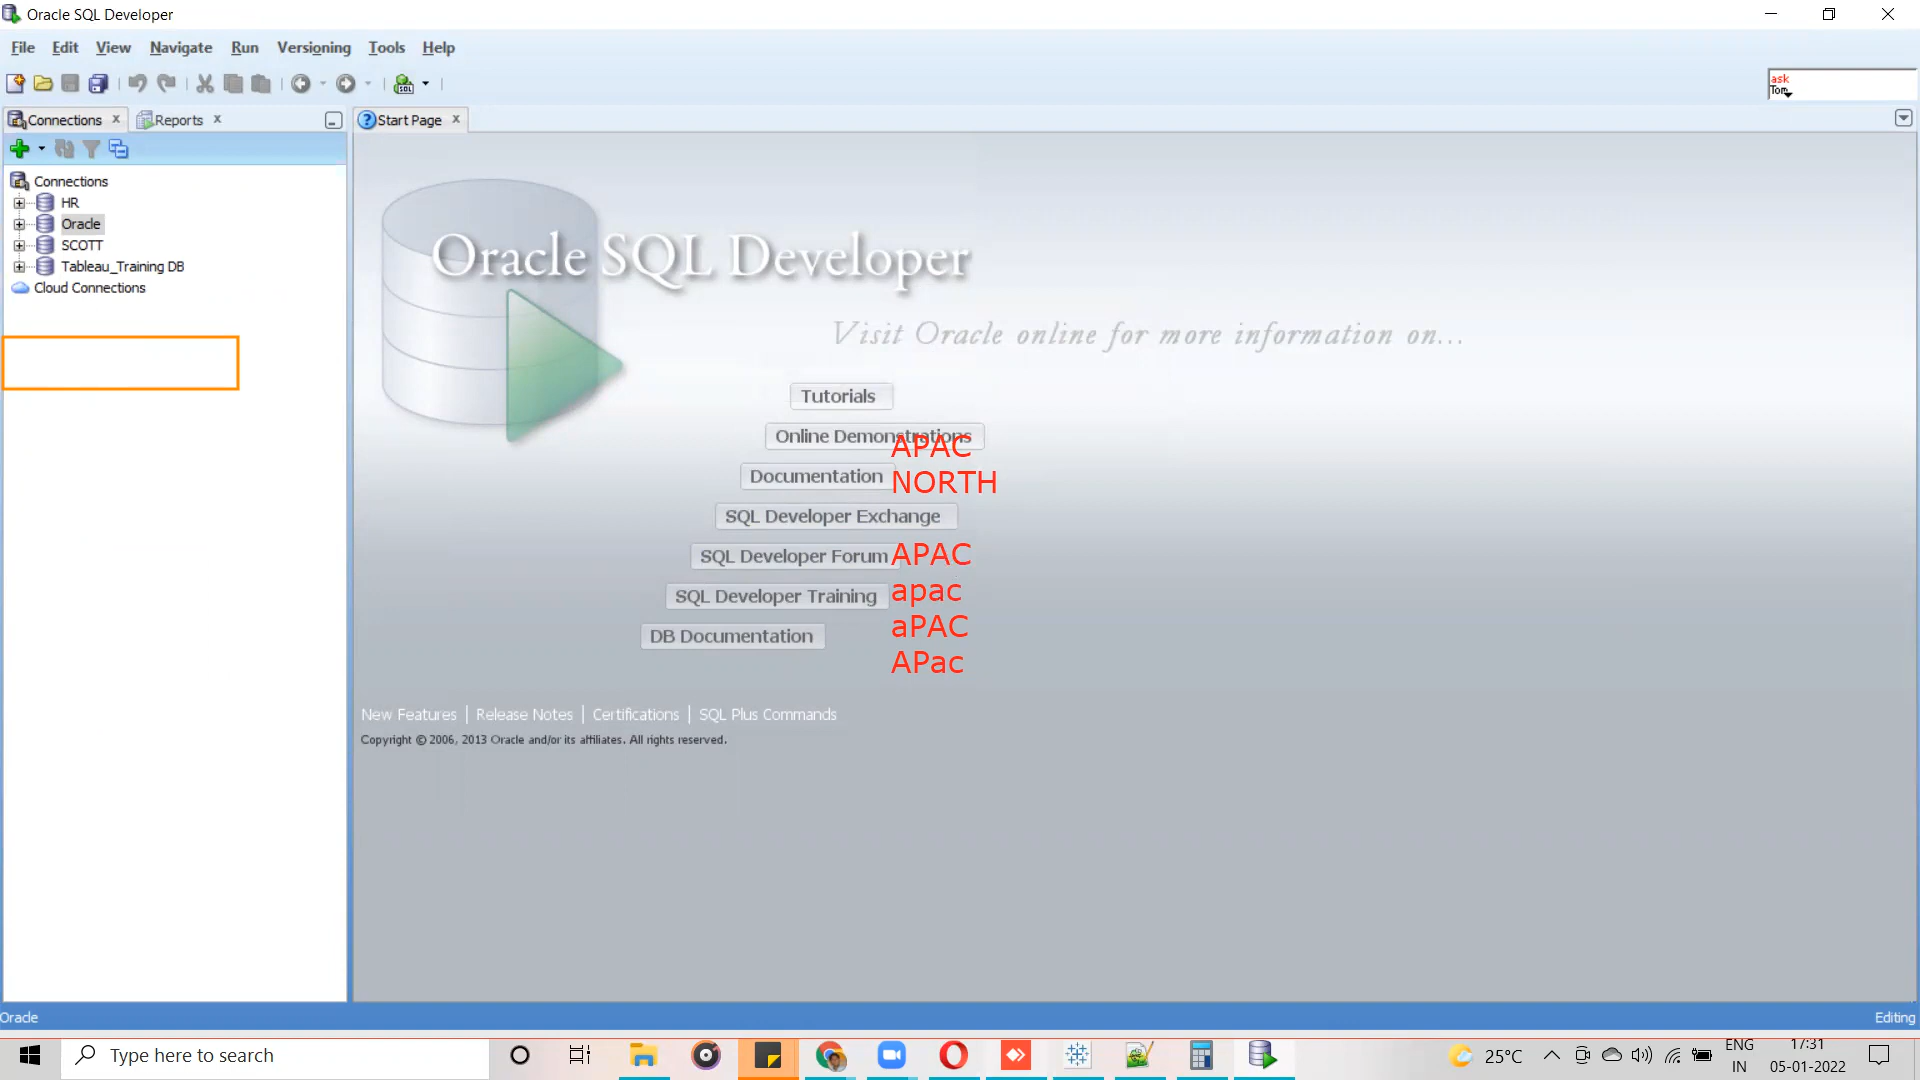 Oracle SQL Developer
File Edit View Navigate Run Versioning Tools Help
ask
Tom
Connections Reports Start Page
Connections
HR
Oracle
SCOTT
Tableau_Training DB
Cloud Connections
Oracle SQL Developer
Visit Oracle online for more information on...
Tutorials
Online Demonstrations
APAC
Documentation
NORTH
SQL Developer Exchange
SQL Developer Forum
APAC
SQL Developer Training
apac
aPAC
DB Documentation
APac
New Features | Release Notes | Certifications | SQL Plus Commands
Copyright © 2006, 2013 Oracle and/or its affiliates. All rights reserved.
Oracle Editing
Type here to search
25°C
ENG
IN
17:31
05-01-2022